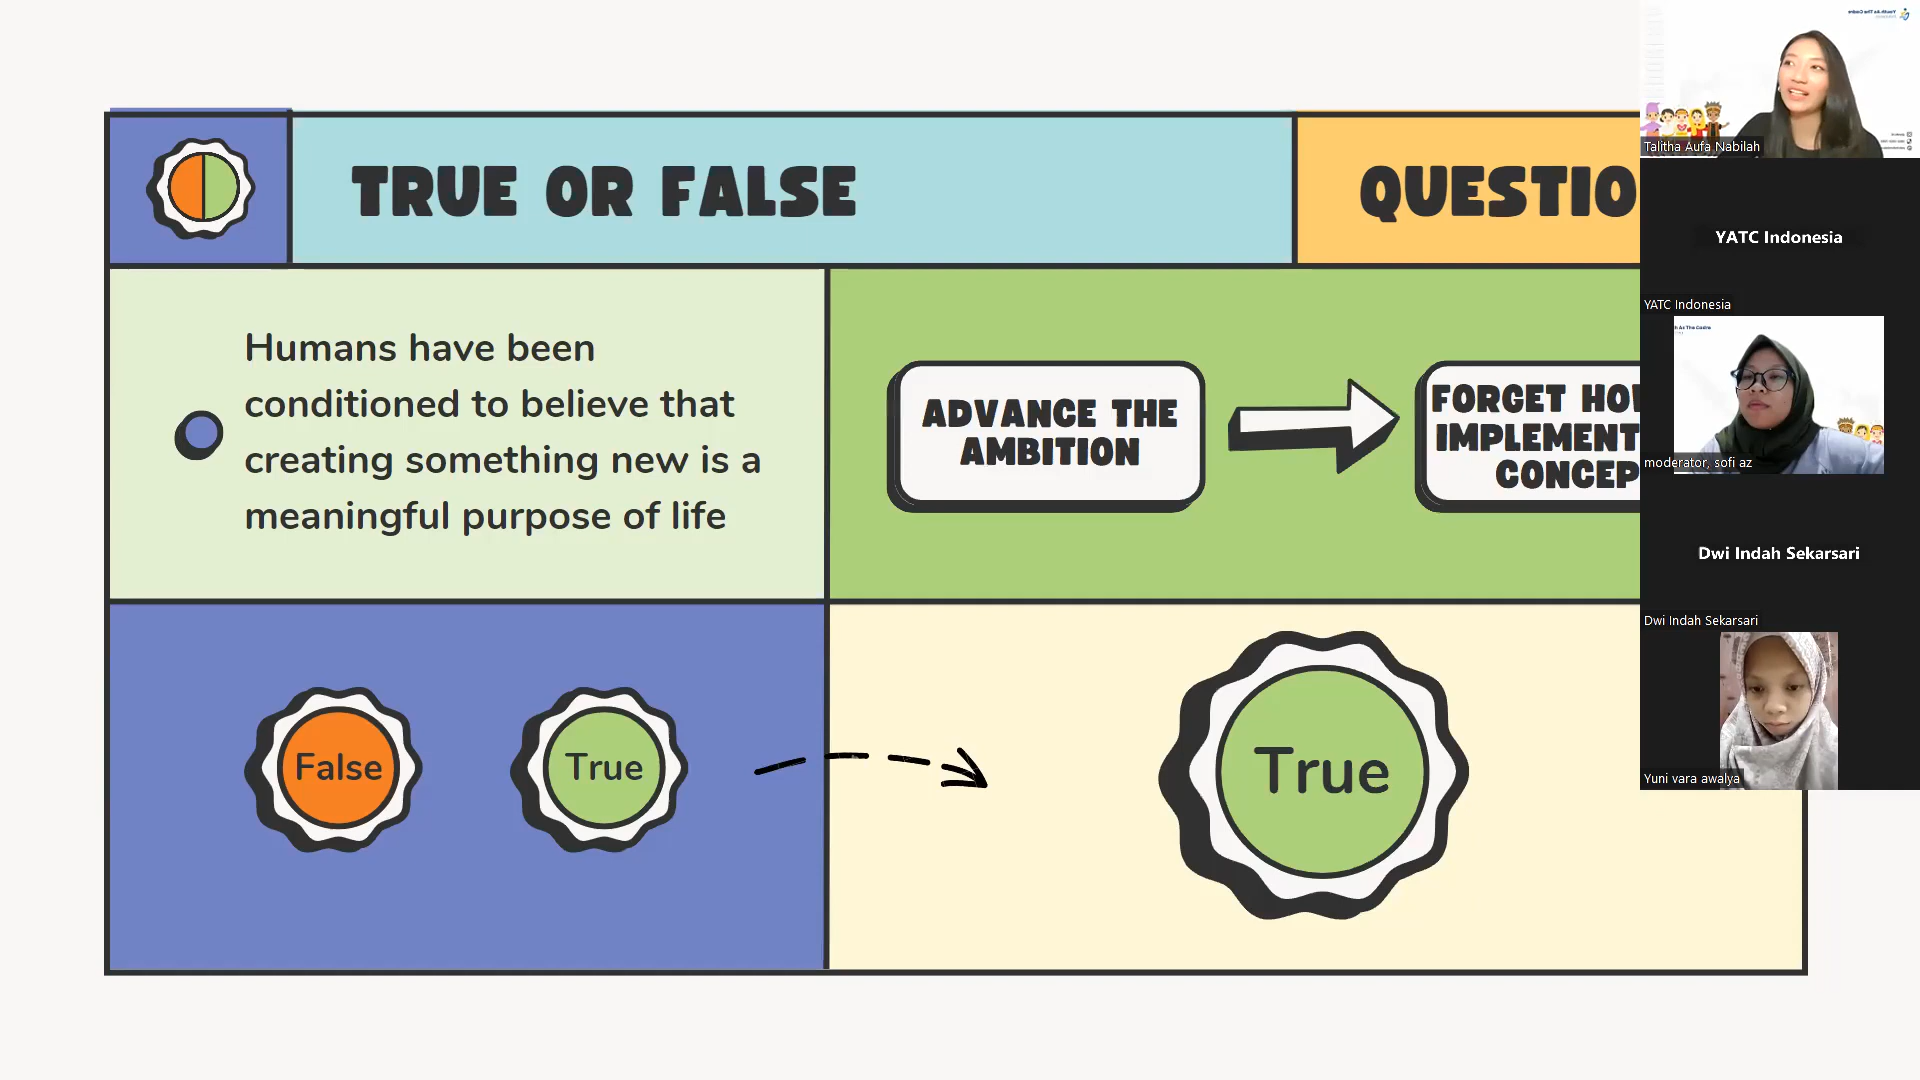 TRUE OR FALSE
QUESTIO
Humans have been
conditioned to believe that
creating something new is a
meaningful purpose of life
ADVANCE THE
AMBITION
FORGET HO
IMPLEMENT
CONCEP
False
True
True
Talitha Aufa Nabilah
YATC Indonesia
YATC Indonesia
moderator, sofi az
Dwi Indah Sekarsari
Dwi Indah Sekarsari
Yuni vara awalya